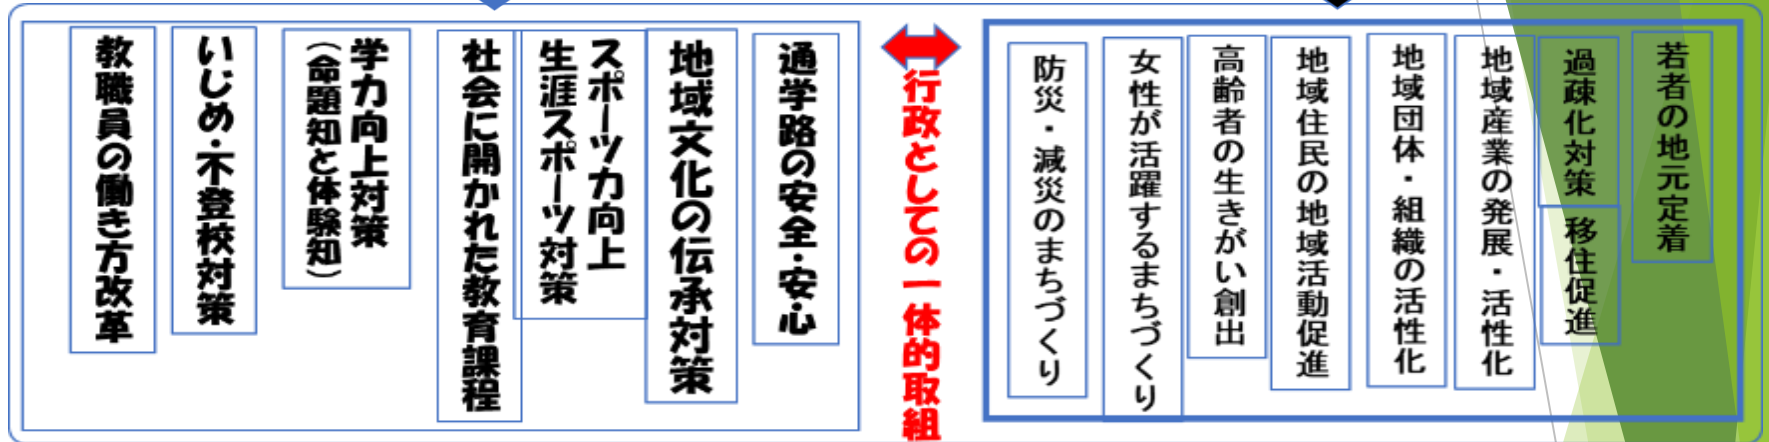 若者の地元定着
過疎化対策
移住促進
地域産業の発展・活性化
地域団体・組織の活性化
地域住民の地域活動促進
高齢者の生きがい創出
女性が活躍するまちづくり
防災・減災のまちづくり
行政としての一体的取組
通学路の安全・安心
地域文化の伝承対策
スポーツ力向上
生涯スポーツ対策
社会に開かれた教育課程
学力向上対策
（命題知と体験知）
いじめ・不登校対策
教職員の働き方改革